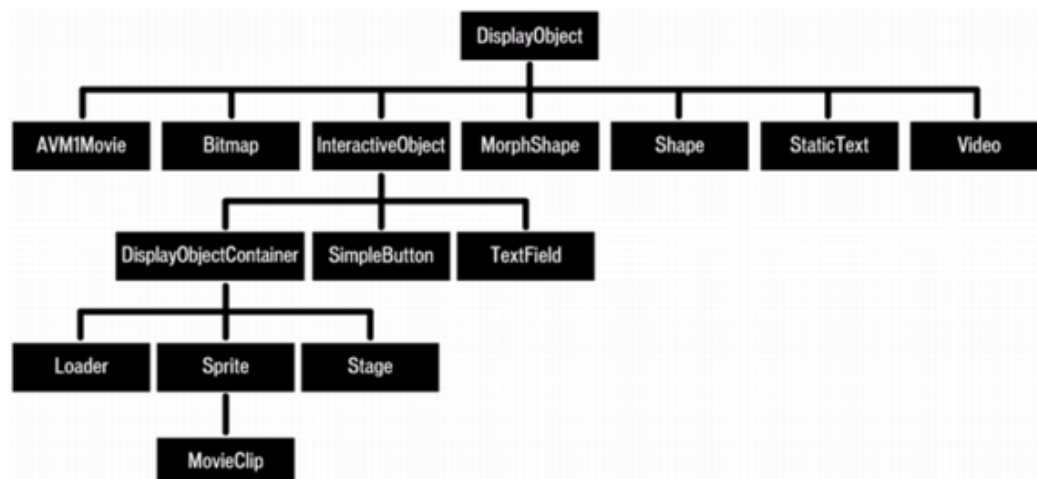 DisplayObject
AVM1Movie
Bitmap
InteractiveObject
MorphShape
Shape
StaticText
Video
DisplayObjectContainer
SimpleButton
TextField
Loader
Sprite
Stage
MovieClip